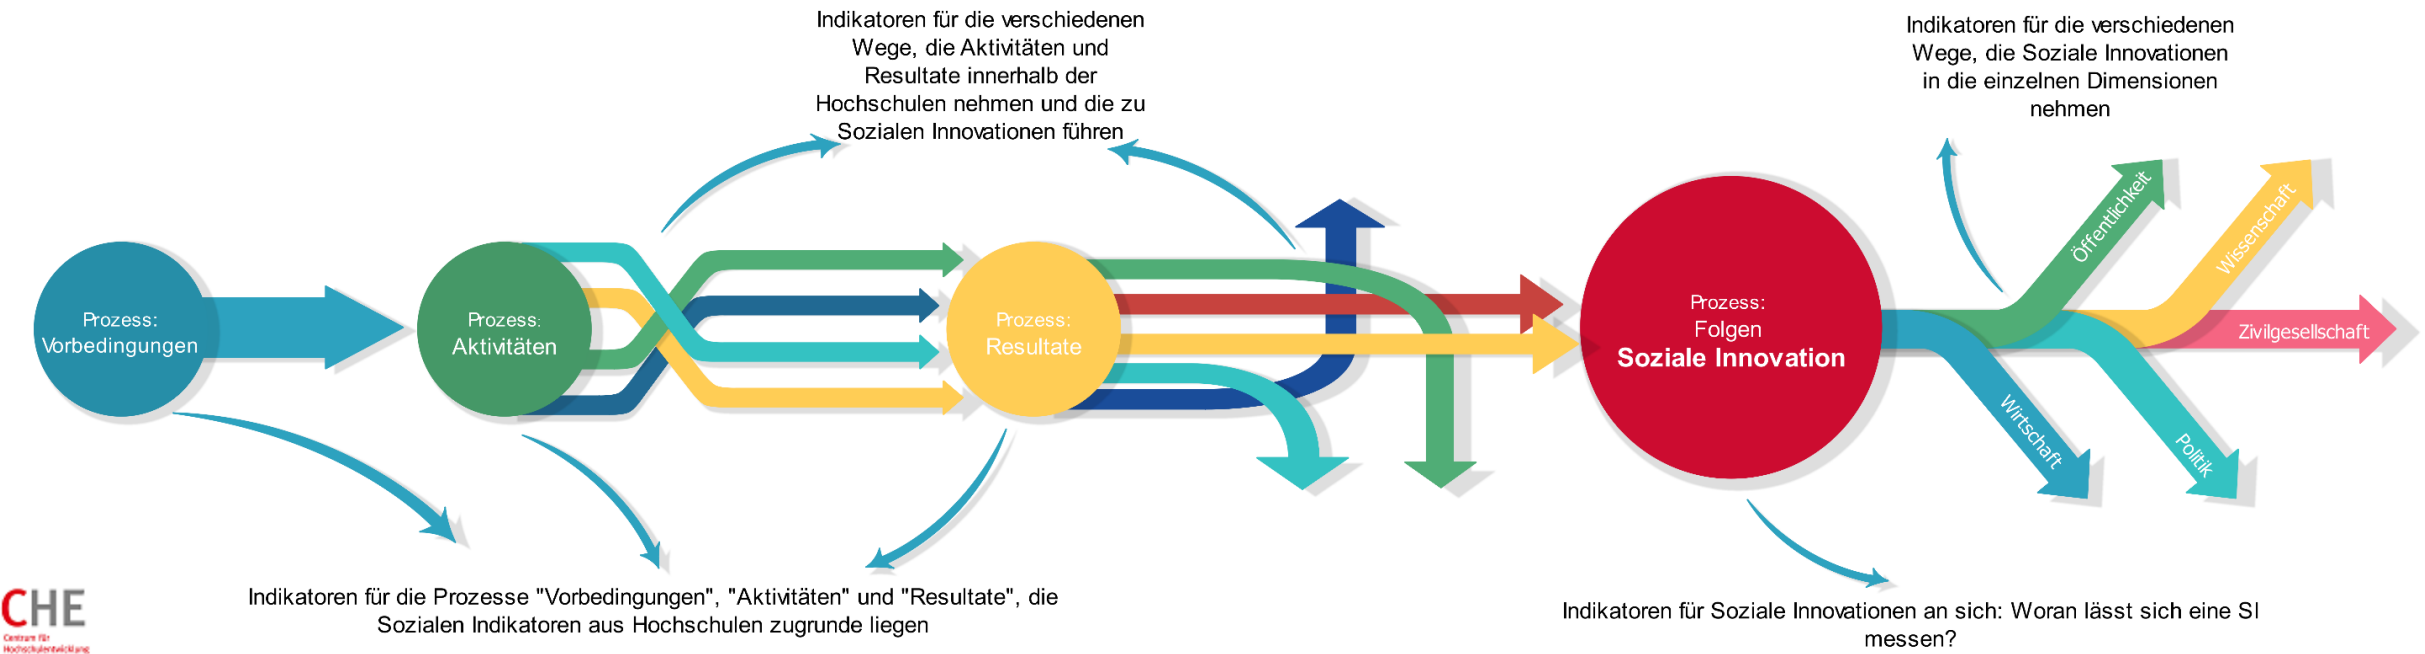 Indikatoren für die verschiedenen
Wege, die Aktivitäten und
Resultate innerhalb der
Hochschulen nehmen und die zu
Sozialen Innovationen führen
Indikatoren für die verschiedenen
Wege, die Soziale Innovationen
in die einzelnen Dimensionen
nehmen
Prozess:
Vorbedingungen
Prozess:
Aktivitäten
Prozess:
Resultate
Prozess:
Folgen
Soziale Innovation
Öffentlichkeit
Wissenschaft
Zivilgesellschaft
Wirtschaft
Politik
Indikatoren für die Prozesse "Vorbedingungen", "Aktivitäten" und "Resultate", die
Sozialen Indikatoren aus Hochschulen zugrunde liegen
Indikatoren für Soziale Innovationen an sich: Woran lässt sich eine SI
messen?
CHE
Centrum für
Hochschulentwicklung